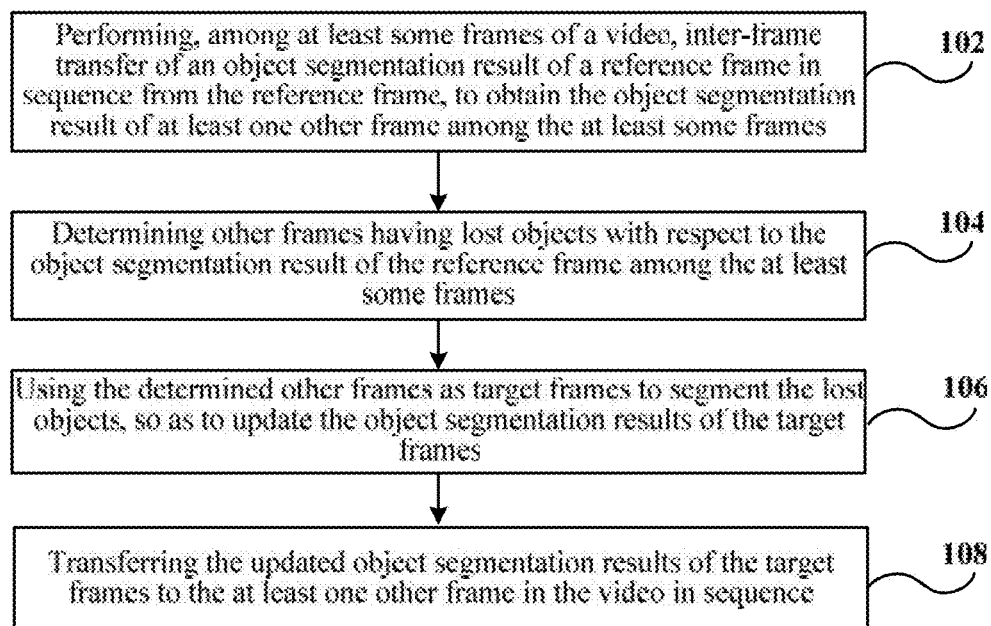 Performing, among at least some frames of a video, inter-frame
transfer of an object segmentation result of a reference frame in
sequence from the reference frame, to obtain the object segmentation
result of at least one other frame among the at least some frames
102
Determining other frames having lost objects with respect to the
object segmentation result of the reference frame among the at least
some frames
104
Using the determined other frames as target frames to segment the lost
objects, so as to update the object segmentation results of the target
frames
106
Transferring the updated object segmentation results of the target
frames to the at least one other frame in the video in sequence
108